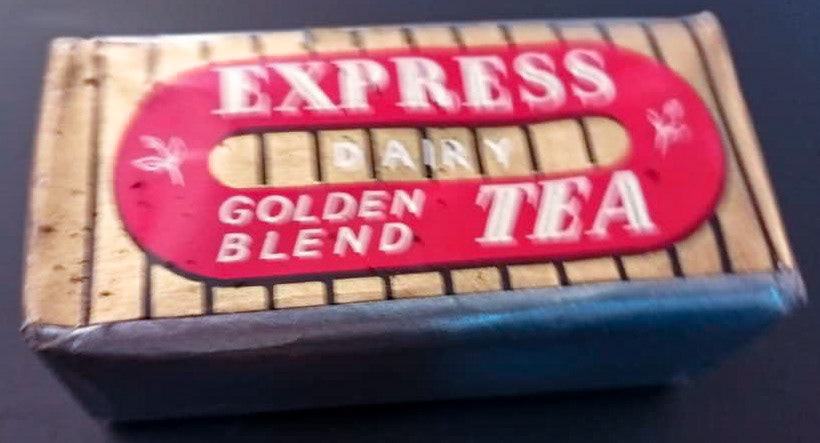 EXPRESS
DAIRY
GOLDEN
BLEND
TEA